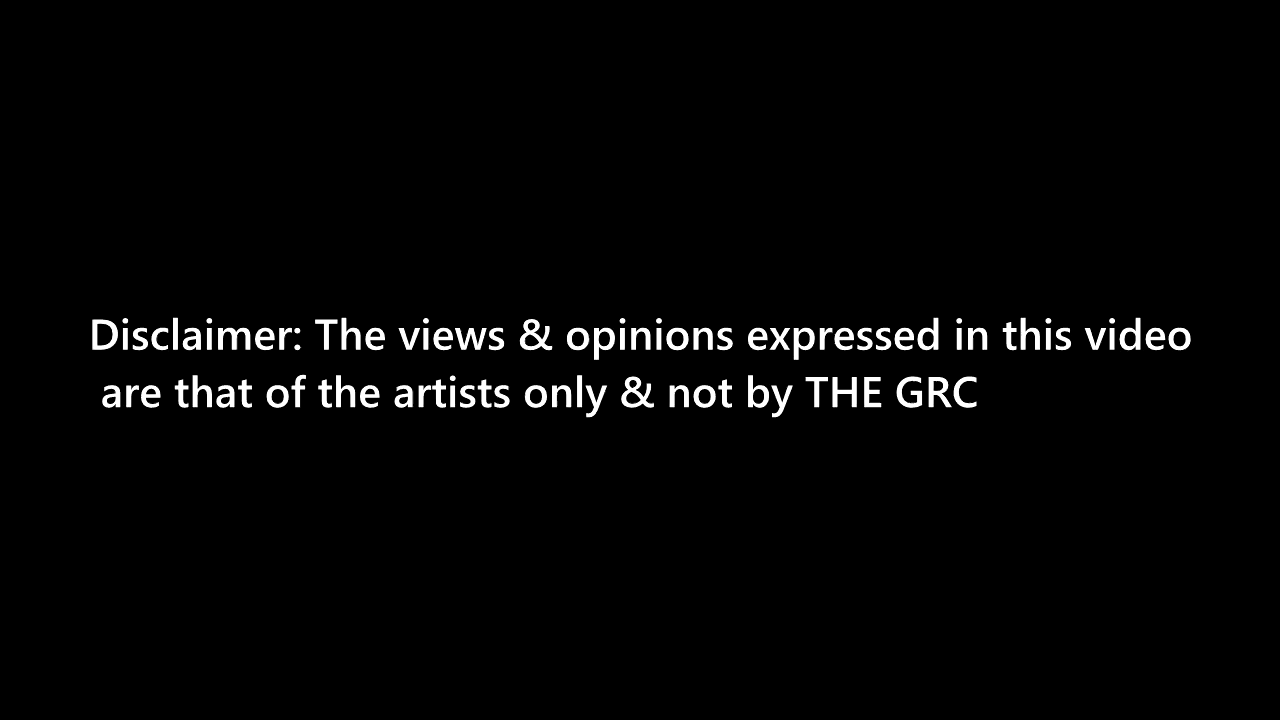 Disclaimer: The views & opinions expressed in this video
are that of the artists only & not by THE GRC